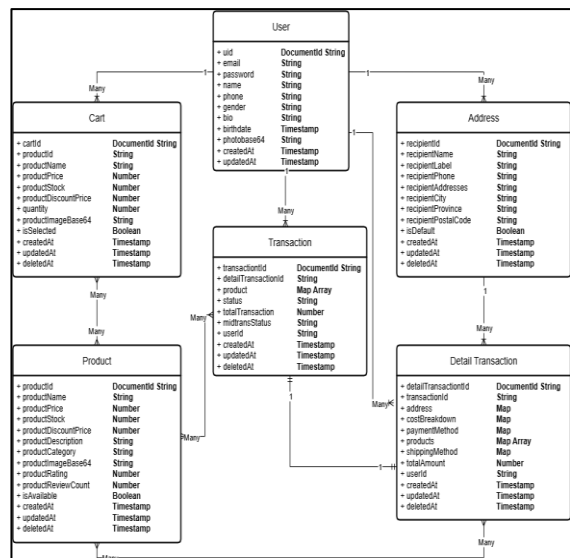 User
+ uid DocumentId String
+ email String
+ password String
+ name String
+ phone String
+ gender String
+ bio String
+ birthdate Timestamp
+ photobase64 String
+ createdAt Timestamp
+ updatedAt Timestamp
1
1
1
1
Many
Many
Many
Cart
+ cartId DocumentId String
+ productId String
+ productName String
+ productPrice Number
+ productStock Number
+ productDiscountPrice Number
+ quantity Number
+ productImageBase64 String
+ isSelected Boolean
+ createdAt Timestamp
+ updatedAt Timestamp
+ deletedAt Timestamp
Address
+ recipientId DocumentId String
+ recipientName String
+ recipientLabel String
+ recipientPhone String
+ recipientAddresses String
+ recipientCity String
+ recipientProvince String
+ recipientPostalCode String
+ isDefault Boolean
+ createdAt Timestamp
+ updatedAt Timestamp
+ deletedAt Timestamp
Transaction
+ transactionId DocumentId String
+ detailTransactionId String
+ product Map Array
+ status String
+ totalTransaction Number
+ midtransStatus String
+ userId String
+ createdAt Timestamp
+ updatedAt Timestamp
+ deletedAt Timestamp
Many
Many
1
Many
Many
1
Product
+ productId DocumentId String
+ productName String
+ productPrice Number
+ productStock Number
+ productDiscountPrice Number
+ productDescription String
+ productCategory String
+ productImageBase64 String
+ productRating Number
+ productReviewCount Number
+ isAvailable Boolean
+ createdAt Timestamp
+ updatedAt Timestamp
+ deletedAt Timestamp
Many
Many
1
Detail Transaction
+ detailTransactionId DocumentId String
+ transactionId String
+ address Map
+ costBreakdown Map
+ paymentMethod Map
+ products Map Array
+ shippingMethod Map
+ totalAmount Number
+ userId String
+ createdAt Timestamp
+ updatedAt Timestamp
+ deletedAt Timestamp
Many
Many